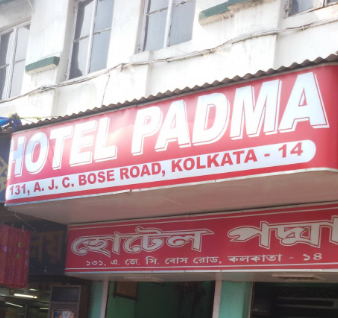 HOTEL PADMA
131, A. J. C. BOSE ROAD, KOLKATA - 14
হোটেল পদ্মা
১৩১, এ. জে. সি. বোস রোড, কলকাতা - ১৪